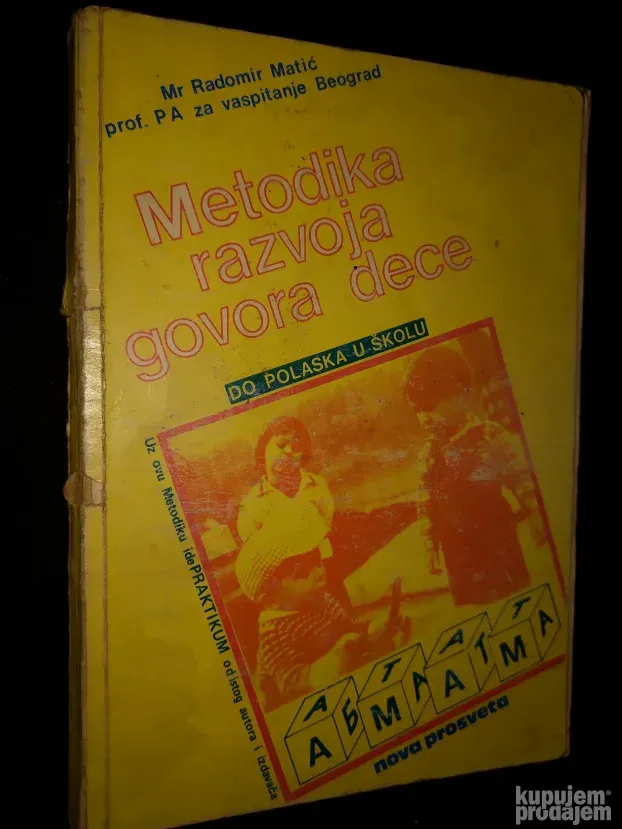 Mr Radomir Matić
prof. PA za vaspitanje Beograd
Metodika
razvoja
govora dece
DO POLASKA U ŠKOLU
Uz ovu Metodiku ide PRAKTIKUM od istog autora i izdavača
А Т А Т
А Б М А А Т М А
nova prosveta
kupujem
prodajem